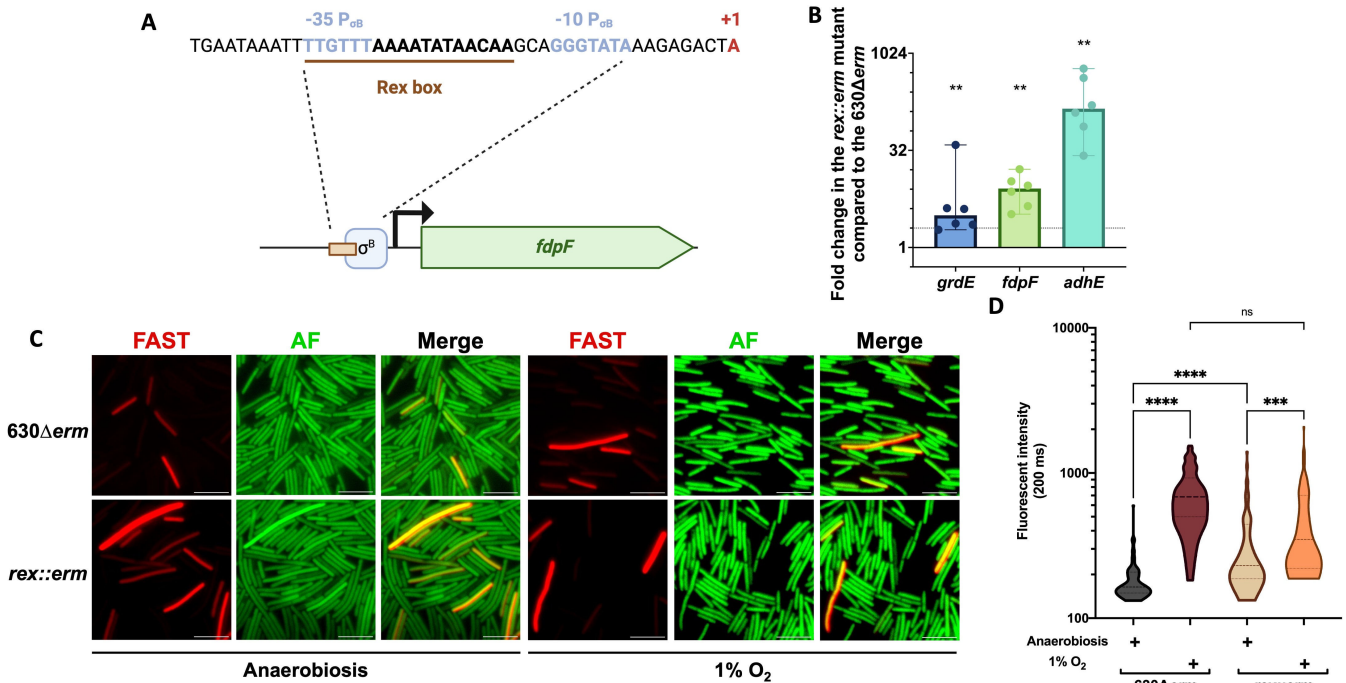 A
-35 PσB
-10 PσB
+1
TGAATAAATTTTGTTTAAAATATAACAAGCAGGGTATAAAGAGACTA
Rex box
σB
fdpF
B
Fold change in the rex::erm mutant
compared to the 630Δerm
1024
32
1
**
**
**
grdE
fdpF
adhE
C
FAST
AF
Merge
FAST
AF
Merge
630Δerm
rex::erm
Anaerobiosis
1% O2
D
Fluorescent intensity
(200 ms)
10000
1000
100
ns
****
****
***
Anaerobiosis
+
+
1% O2
+
+